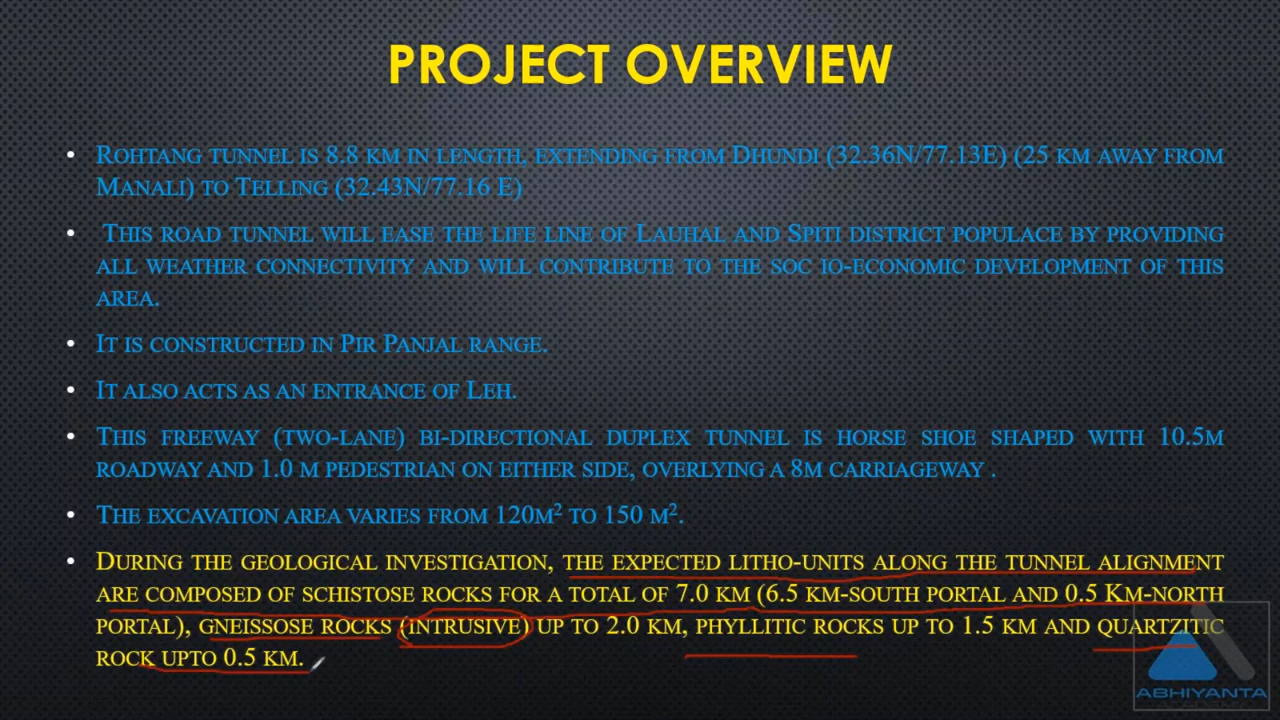 PROJECT OVERVIEW
• ROHTANG TUNNEL IS 8.8 KM IN LENGTH, EXTENDING FROM DHUNDI (32.36N/77.13E) (25 KM AWAY FROM
MANALI) TO TELLING (32.43N/77.16 E)
• THIS ROAD TUNNEL WILL EASE THE LIFE LINE OF LAUHAL AND SPITI DISTRICT POPULACE BY PROVIDING
ALL WEATHER CONNECTIVITY AND WILL CONTRIBUTE TO THE SOC IO-ECONOMIC DEVELOPMENT OF THIS
AREA.
• IT IS CONSTRUCTED IN PIR PANJAL RANGE.
• IT ALSO ACTS AS AN ENTRANCE OF LEH.
• THIS FREEWAY (TWO-LANE) BI-DIRECTIONAL DUPLEX TUNNEL IS HORSE SHOE SHAPED WITH 10.5M
ROADWAY AND 1.0 M PEDESTRIAN ON EITHER SIDE, OVERLYING A 8M CARRIAGEWAY .
• THE EXCAVATION AREA VARIES FROM 120M² TO 150 M².
• DURING THE GEOLOGICAL INVESTIGATION, THE EXPECTED LITHO-UNITS ALONG THE TUNNEL ALIGNMENT
ARE COMPOSED OF SCHISTOSE ROCKS FOR A TOTAL OF 7.0 KM (6.5 KM-SOUTH PORTAL AND 0.5 KM-NORTH
PORTAL), GNEISSOSE ROCKS (INTRUSIVE) UP TO 2.0 KM, PHYLLITIC ROCKS UP TO 1.5 KM AND QUARTZITIC
ROCK UPTO 0.5 KM.
ABHIYANTA
ACADEMY